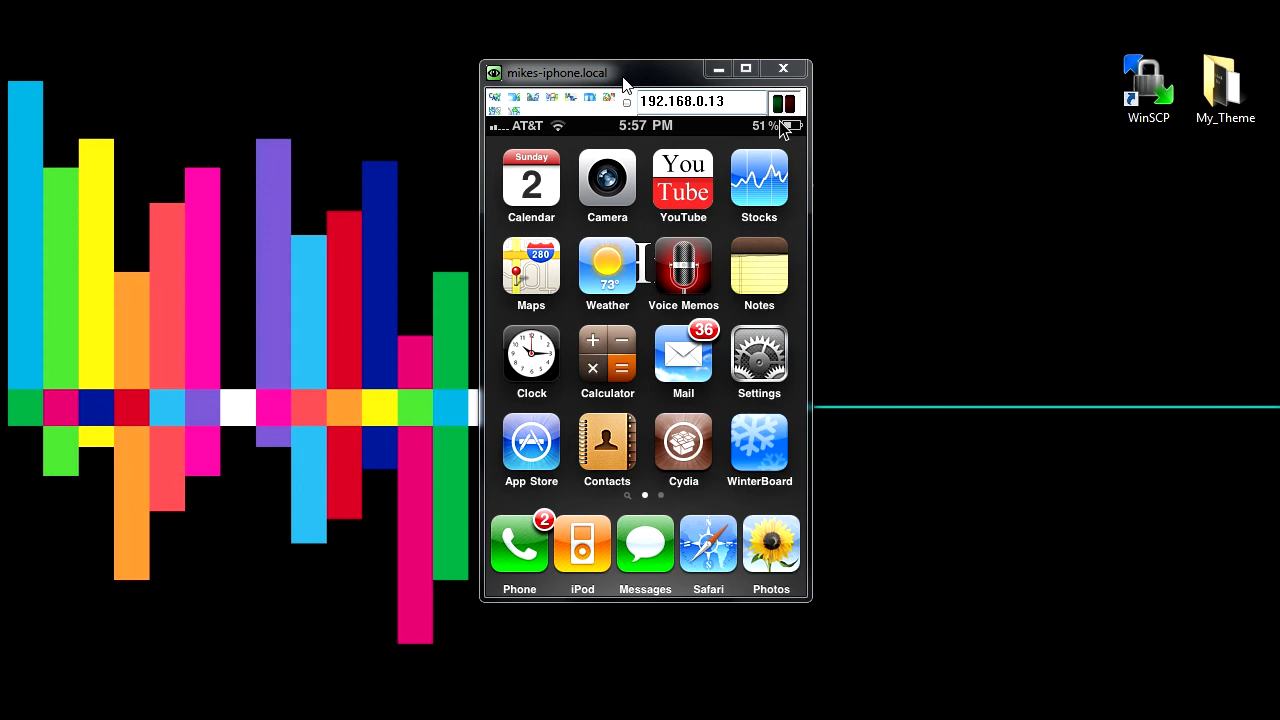 mikes-iphone.local
192.168.0.13
AT&T 5:57 PM 51 %
Sunday
2
Calendar
Camera
You
Tube
YouTube
Stocks
280
Maps
73°
Weather
Voice Memos
Notes
Clock
Calculator
36
Mail
Settings
App Store
Contacts
Cydia
WinterBoard
2
Phone
iPod
Messages
Safari
Photos
WinSCP
My_Theme